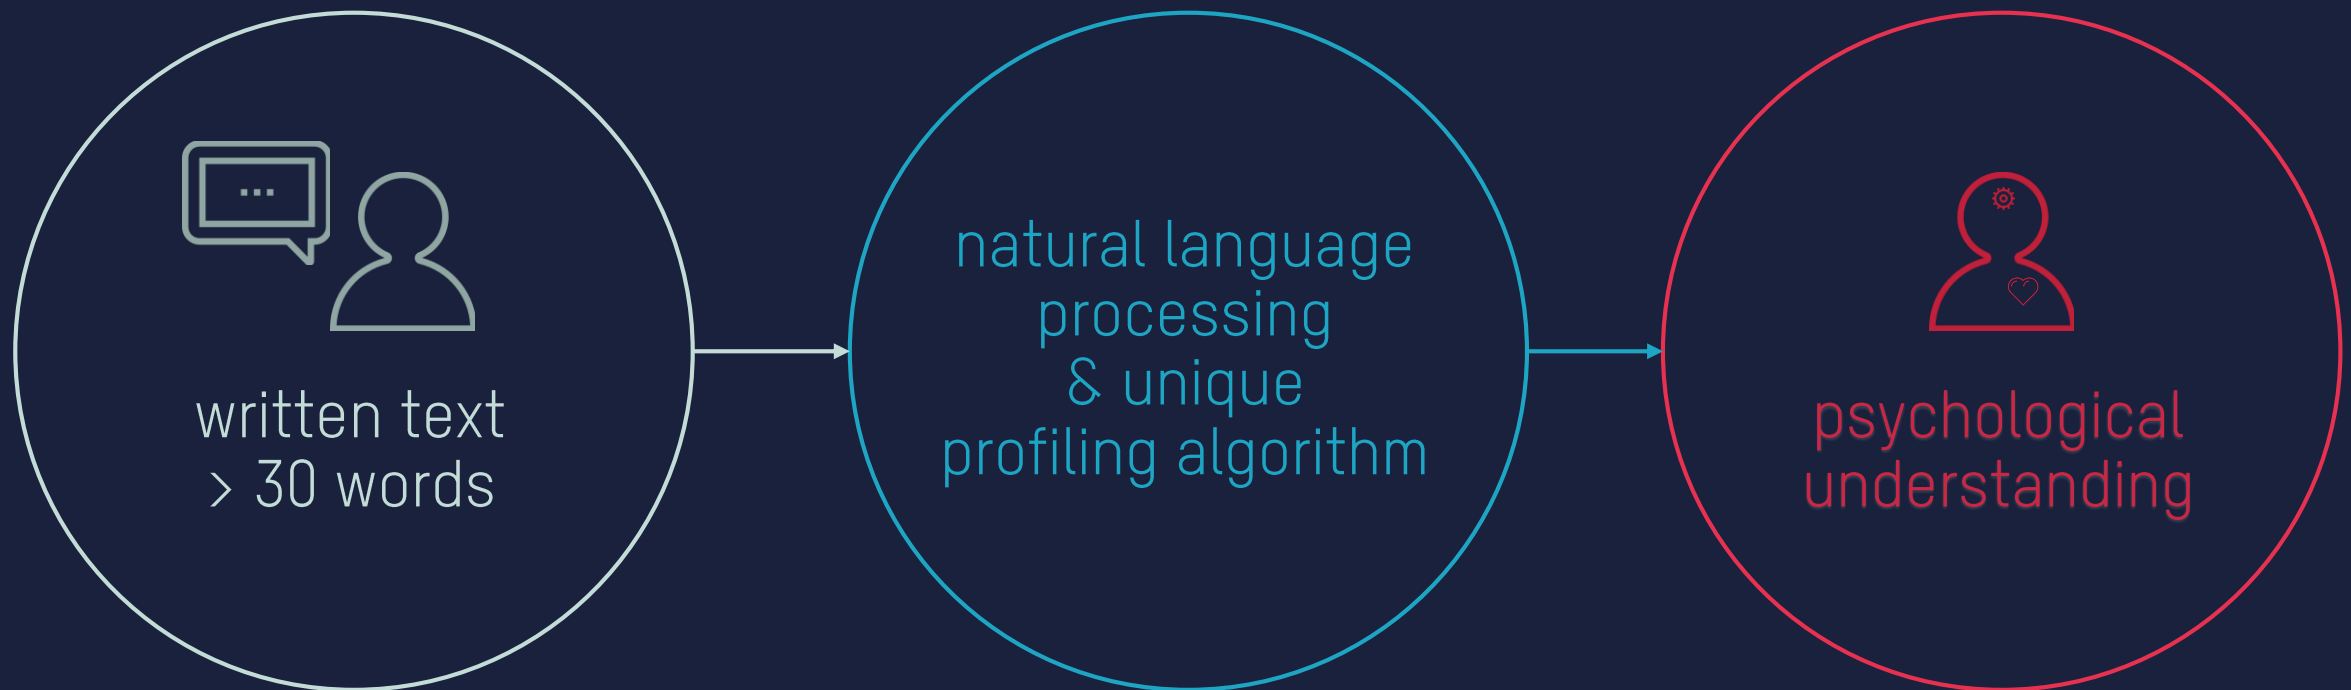 written text
> 30 words
natural language
processing
& unique
profiling algorithm
psychological
understanding